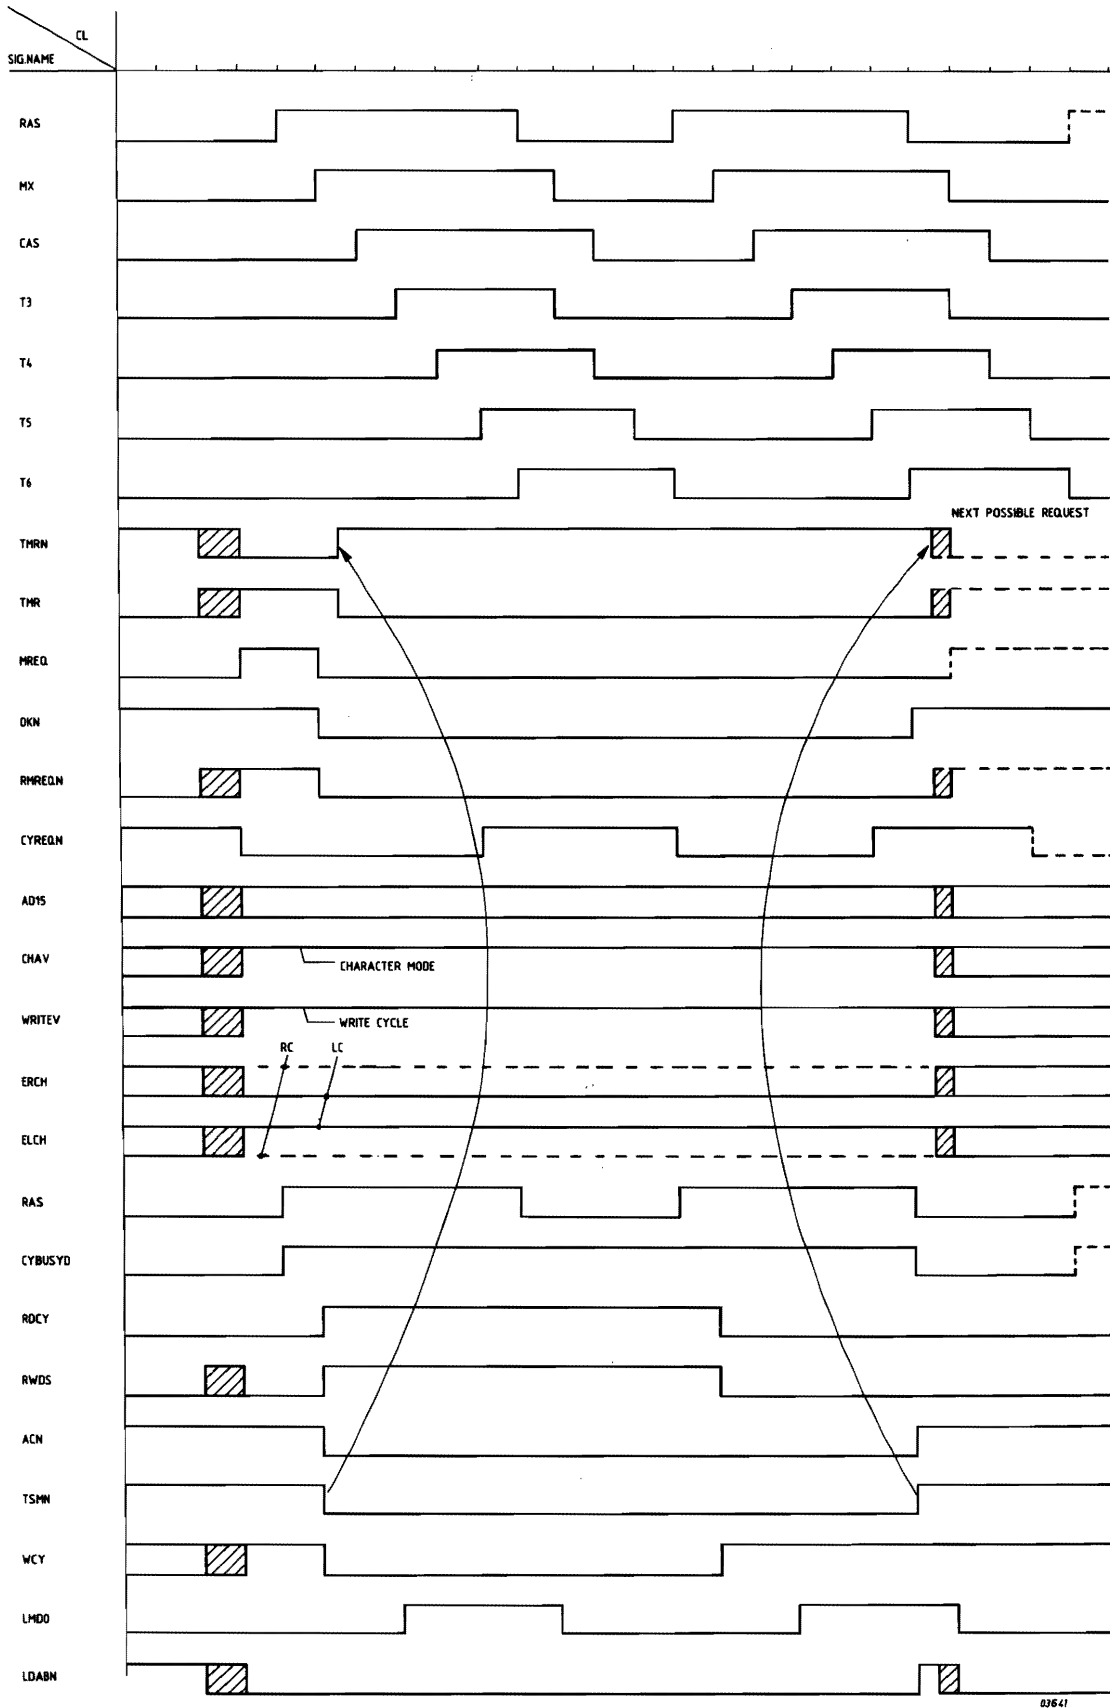 CL
SIG.NAME
RAS
MX
CAS
T3
T4
T5
T6
NEXT POSSIBLE REQUEST
TMRN
TMR
MREQ
OKN
RMREQN
CYREQN
AD15
CHAV
CHARACTER MODE
WRITEV
WRITE CYCLE
RC LC
ERCH
ELCH
RAS
CYBUSYD
RDCY
RWDS
ACN
TSMN
WCY
LMDO
LDABN
03641